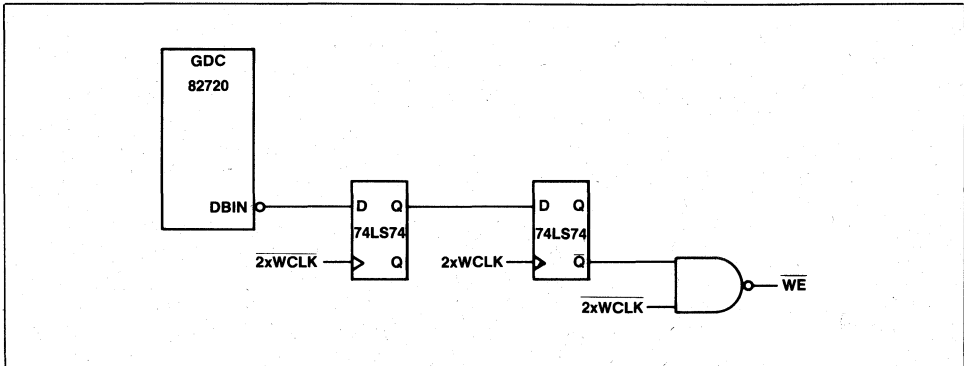 GDC
82720
DBIN
D Q
74LS74
Q
2xWCLK
D Q
74LS74
Q̅
2xWCLK
2xWCLK
WE